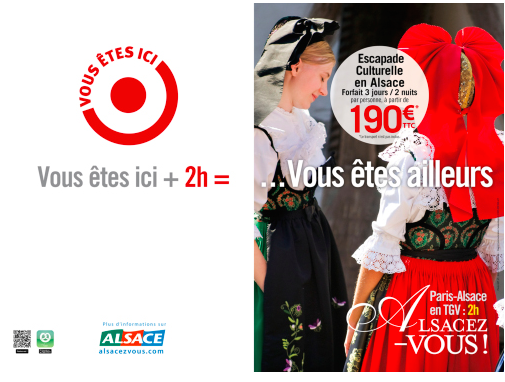 VOUS ÊTES ICI
Vous êtes ici + 2h =
Plus d'informations sur
ALSACE
alsacezvous.com
Escapade
Culturelle
en Alsace
Forfait 3 jours / 2 nuits
par personne, à partir de
190€*
TTC
...Vous êtes ailleurs
Paris-Alsace
en TGV : 2h
ALSACEZ
-VOUS!